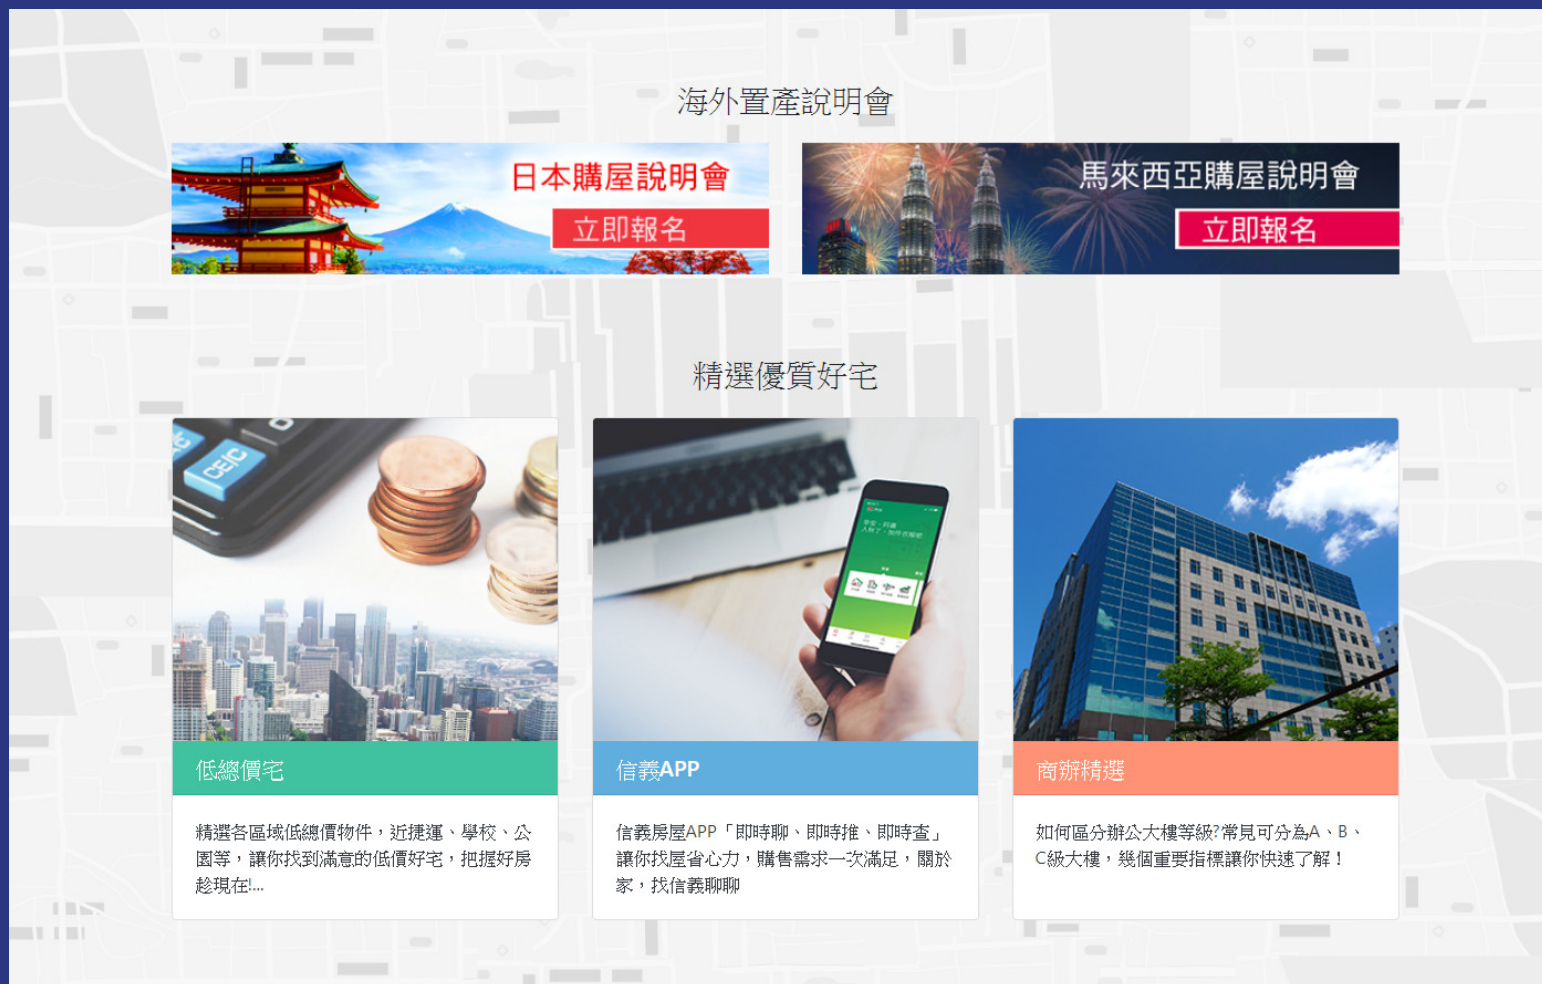 海外置產說明會
日本購屋說明會
立即報名
馬來西亞購屋說明會
立即報名
精選優質好宅
CE/C
低總價宅
精選各區域低總價物件，近捷運、學校、公
園等，讓你找到滿意的低價好宅，把握好房
趁現在!...
信義APP
信義房屋APP「即時聊、即時推、即時查」
讓你找屋省心力，購售需求一次滿足，關於
家，找信義聊聊
商辦精選
如何區分辦公大樓等級?常見可分為A、B、
C級大樓，幾個重要指標讓你快速了解！